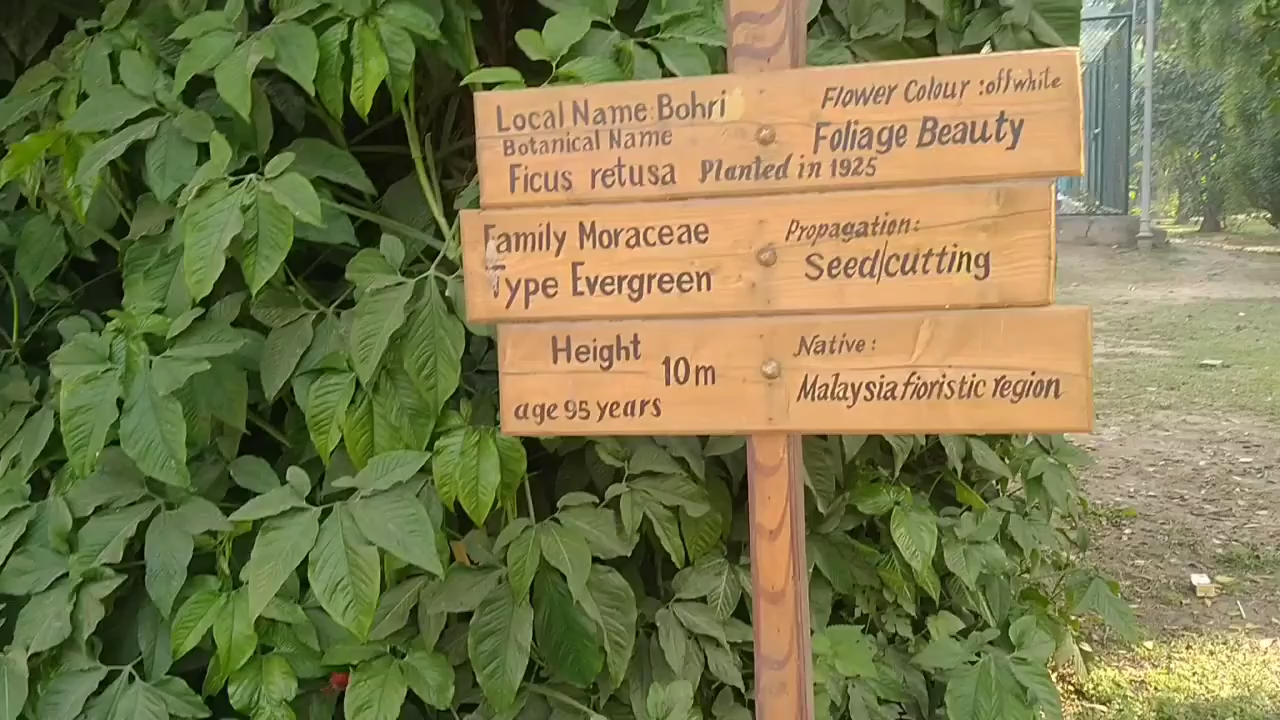 Local Name: Bohri
Botanical Name
Ficus retusa Planted in 1925
Flower Colour :offwhite
Foliage Beauty
Family Moraceae
Type Evergreen
Propagation:
Seed/cutting
Height 10m
age 95 years
Native:
Malaysia fioristic region